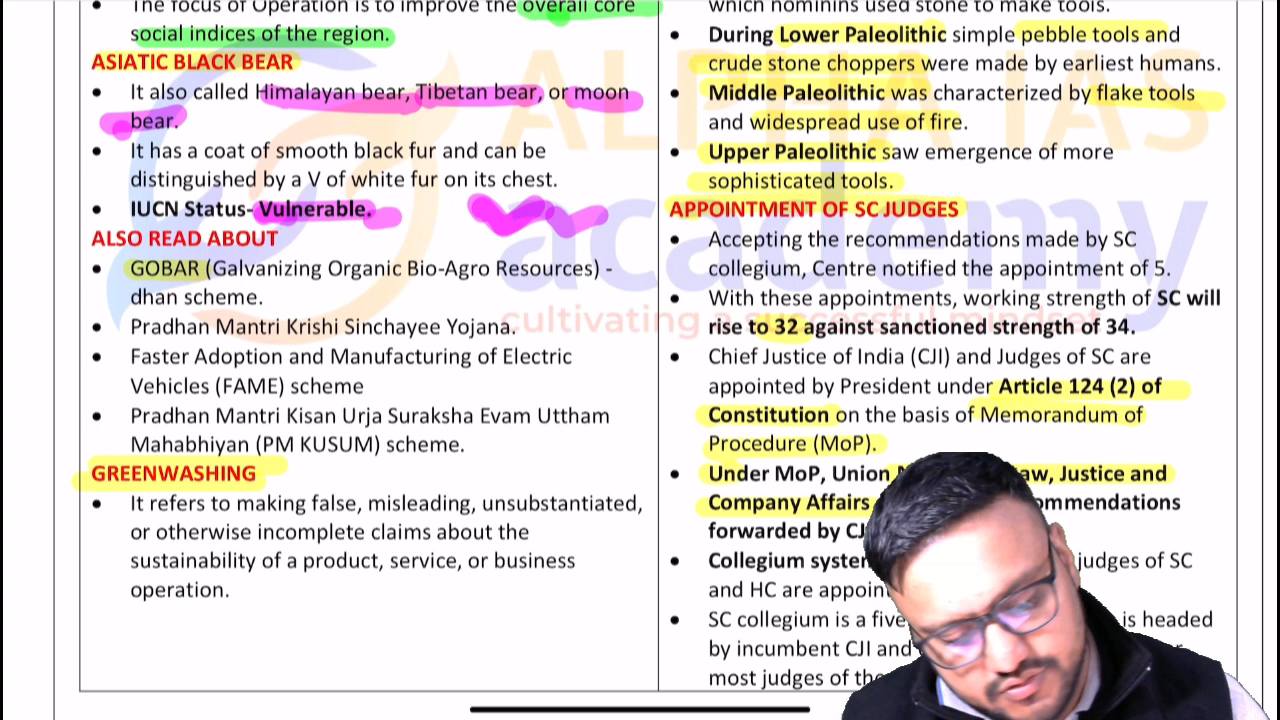 The focus of Operation is to improve the overall core
social indices of the region.
ASIATIC BLACK BEAR
• It also called Himalayan bear, Tibetan bear, or moon
bear.
• It has a coat of smooth black fur and can be
distinguished by a V of white fur on its chest.
• IUCN Status- Vulnerable.
ALSO READ ABOUT
• GOBAR (Galvanizing Organic Bio-Agro Resources) -
dhan scheme.
• Pradhan Mantri Krishi Sinchayee Yojana.
• Faster Adoption and Manufacturing of Electric
Vehicles (FAME) scheme
• Pradhan Mantri Kisan Urja Suraksha Evam Uttham
Mahabhiyan (PM KUSUM) scheme.
GREENWASHING
• It refers to making false, misleading, unsubstantiated,
or otherwise incomplete claims about the
sustainability of a product, service, or business
operation.
which nominins used stone to make tools.
• During Lower Paleolithic simple pebble tools and
crude stone choppers were made by earliest humans.
• Middle Paleolithic was characterized by flake tools
and widespread use of fire.
• Upper Paleolithic saw emergence of more
sophisticated tools.
APPOINTMENT OF SC JUDGES
• Accepting the recommendations made by SC
collegium, Centre notified the appointment of 5.
• With these appointments, working strength of SC will
rise to 32 against sanctioned strength of 34.
• Chief Justice of India (CJI) and Judges of SC are
appointed by President under Article 124 (2) of
Constitution on the basis of Memorandum of
Procedure (MoP).
• Under MoP, Union Justice and
Company Affairs
forwarded by
• Collegium judges of SC
and HC are
• SC collegium is a five is headed
by incumbent CJI and
most judges of
ALPHA IAS
academy
cultivating a successful mindset